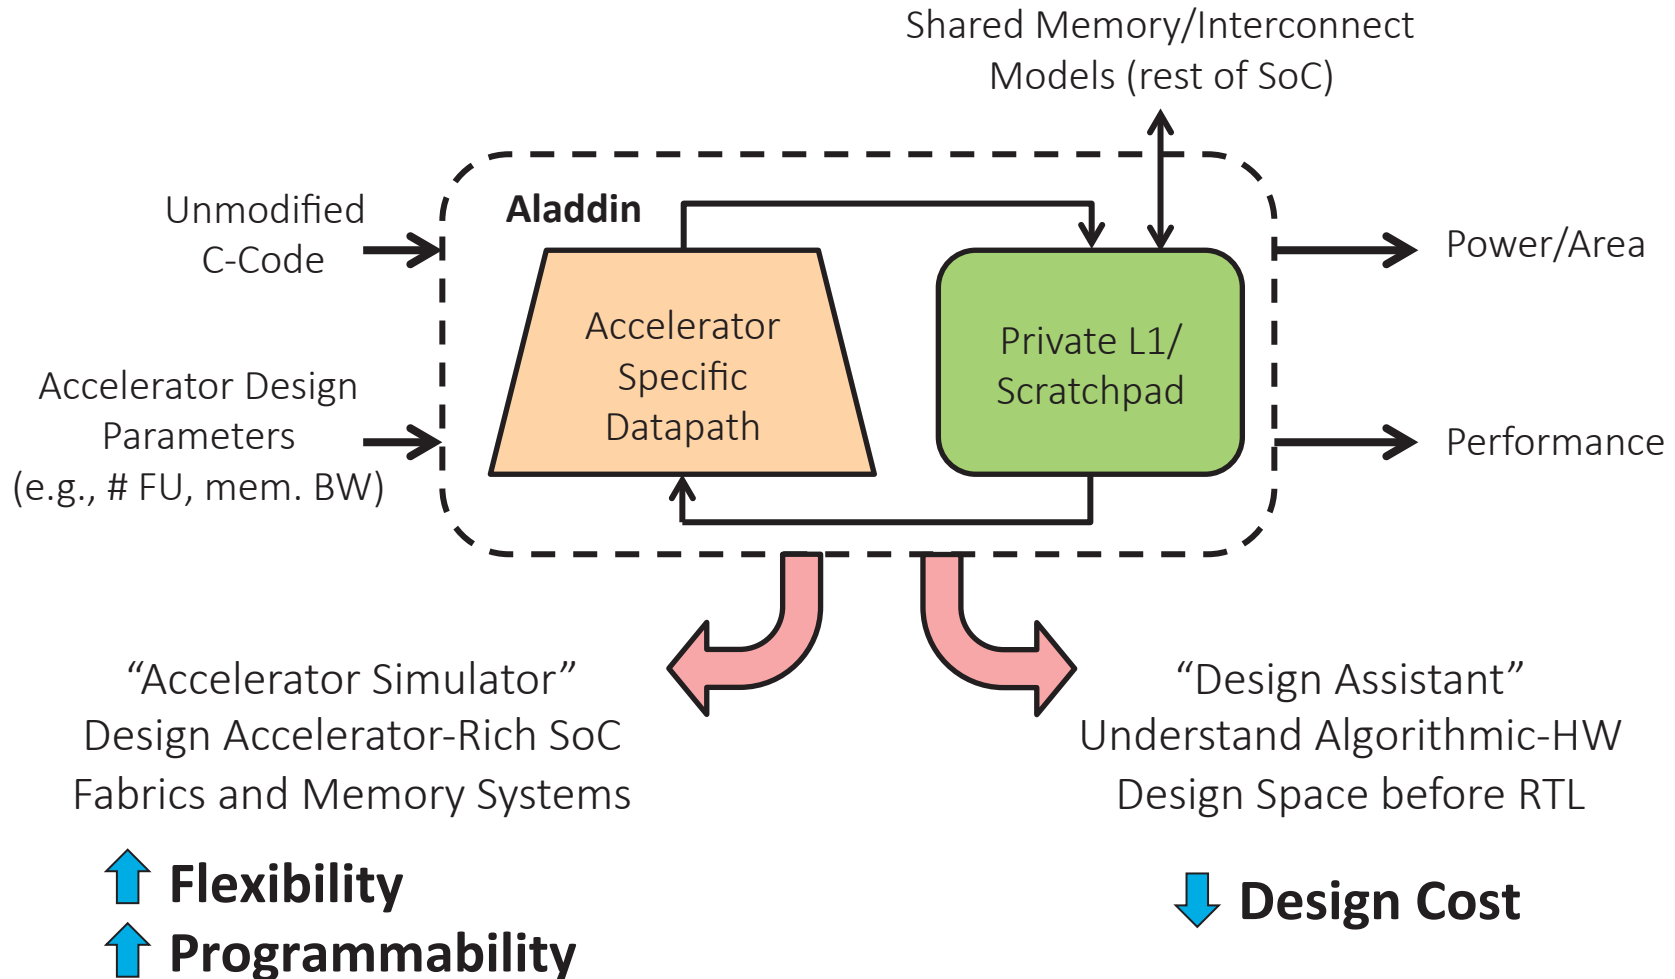 Shared Memory/Interconnect
Models (rest of SoC)
Unmodified
C-Code
Accelerator Design
Parameters
(e.g., # FU, mem. BW)
Aladdin
Accelerator
Specific
Datapath
Private L1/
Scratchpad
Power/Area
Performance
“Accelerator Simulator”
Design Accelerator-Rich SoC
Fabrics and Memory Systems
Flexibility
Programmability
“Design Assistant”
Understand Algorithmic-HW
Design Space before RTL
Design Cost